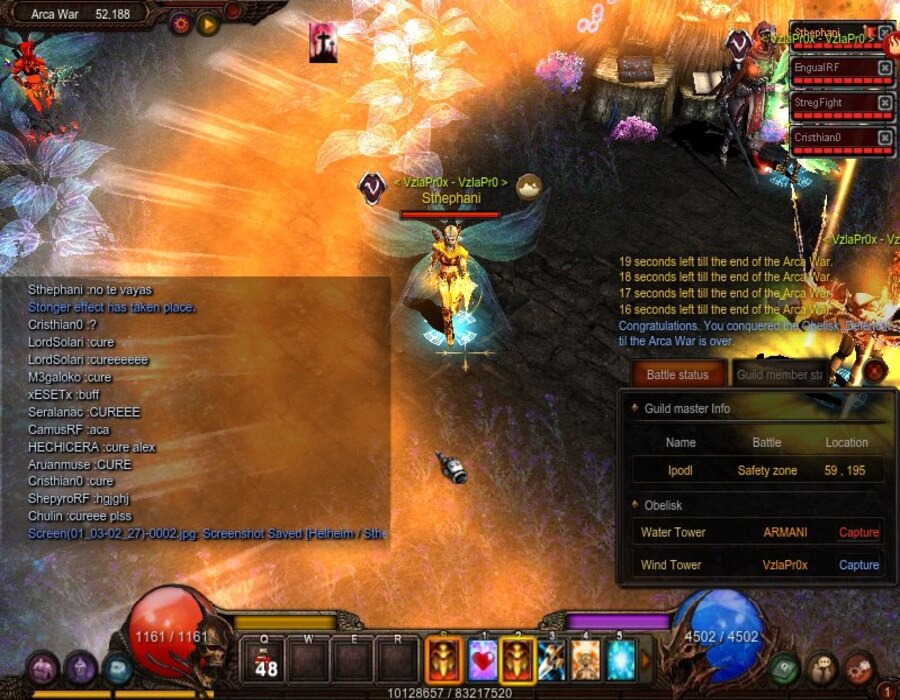 Arca War 52,188
Sthephani
< VzlaPr0x - VzlaPr0 >
EngualRF
StregFight
Cristhian0
< VzlaPr0x - VzlaPr0 >
Sthephani
VzlaPr0x - Vz
19 seconds left till the end of the Arca War.
18 seconds left till the end of the Arca War.
17 seconds left till the end of the Arca War.
16 seconds left till the end of the Arca War.
Congratulations. You conquered the Obelisk. Defend
til the Arca War is over.
Sthephani :no te vayas
Stonger effect has taken place.
Cristhian0 :?
LordSolari :cure
LordSolari :cureeeeee
M3galoko :cure
xESETx :buff
Seralanac :CUREEE
CamusRF :aca
HECH!CERA :cure alex
Aruanmuse :CURE
Cristhian0 :cure
ShepyroRF :hgjghj
Chulin :cureee plss
Screen(01_03-02_27)-0002.jpg: Screenshot Saved [Helheim / Sthe
Battle status Guild member sta
Guild master Info
Name Battle Location
Ipodl Safety zone 59 , 195
Obelisk
Water Tower ARMANI Capture
Wind Tower VzlaPr0x Capture
1161 / 1161
Q W E R
48
1 2 3 4 5
4502 / 4502
10128657 / 83217520
1